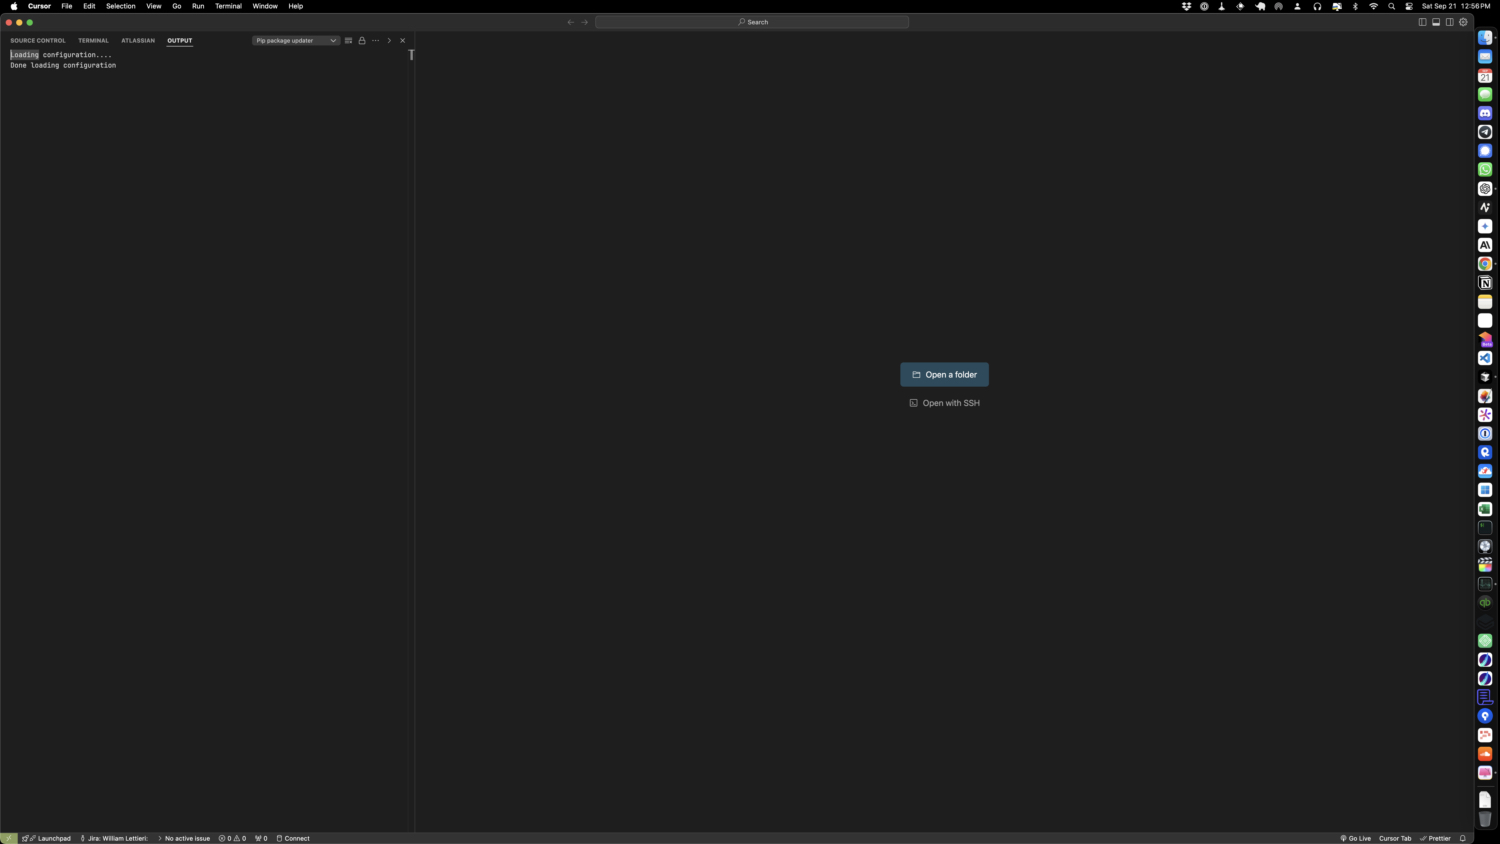 Cursor File Edit Selection View Go Run Terminal Window Help
Sat Sep 21 12:56 PM
Search
SOURCE CONTROL TERMINAL ATLASSIAN OUTPUT
Pip package updater
Loading configuration....
Done loading configuration
Open a folder
Open with SSH
21
Launchpad
Jira: William Lettieri:
No active issue
0 0
0
Connect
Go Live
Cursor Tab
Prettier